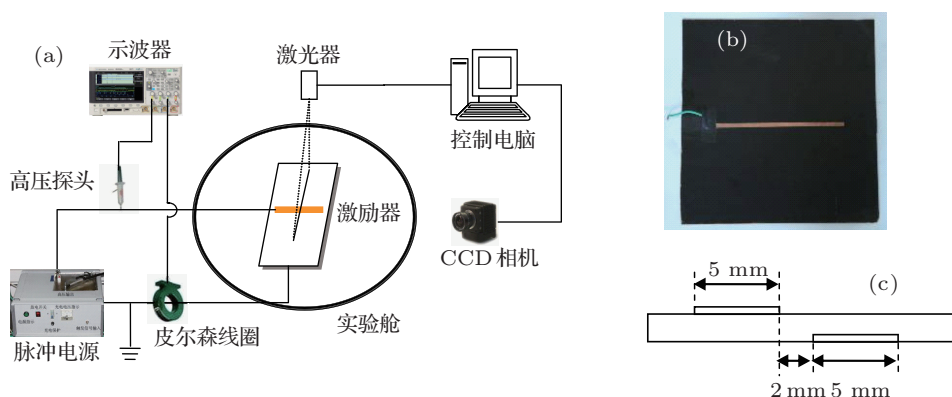 (a)
示波器
激光器
控制电脑
高压探头
激励器
CCD 相机
脉冲电源
皮尔森线圈
实验舱
(b)
(c)
5 mm
2 mm 5 mm